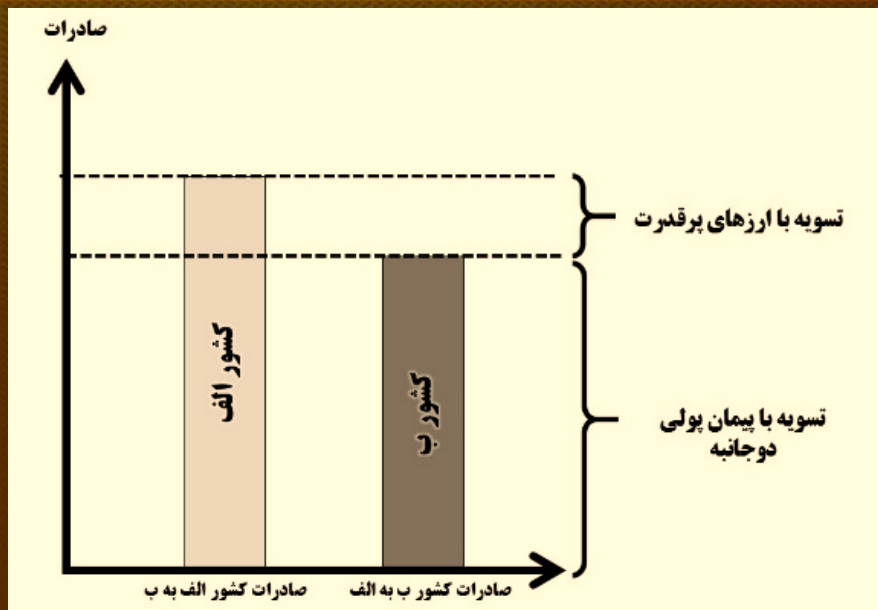 صادرات
تسویه با ارزهای پرقدرت
کشور الف
کشور ب
تسویه با پیمان پولی
دوجانبه
صادرات کشور الف به ب
صادرات کشور ب به الف